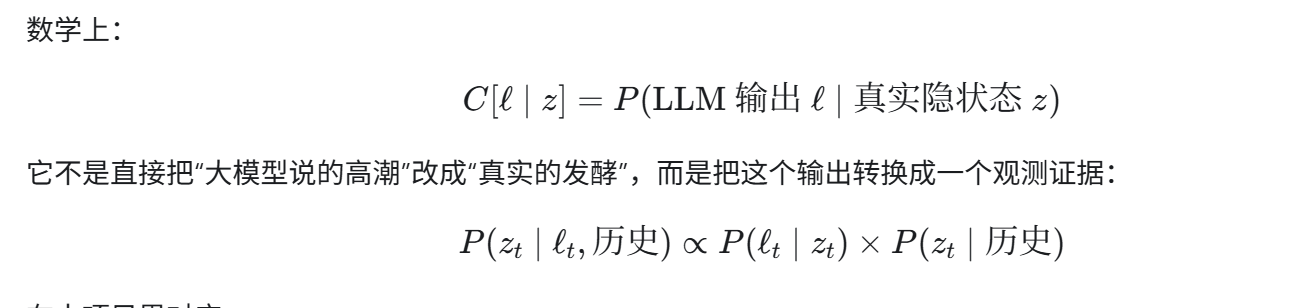 数学上：
C[ℓ | z] = P(LLM 输出 ℓ | 真实隐状态 z)
它不是直接把“大模型说的高潮”改成“真实的发酵”，而是把这个输出转换成一个观测证据：
P(z_t | ℓ_t, 历史) ∝ P(ℓ_t | z_t) × P(z_t | 历史)